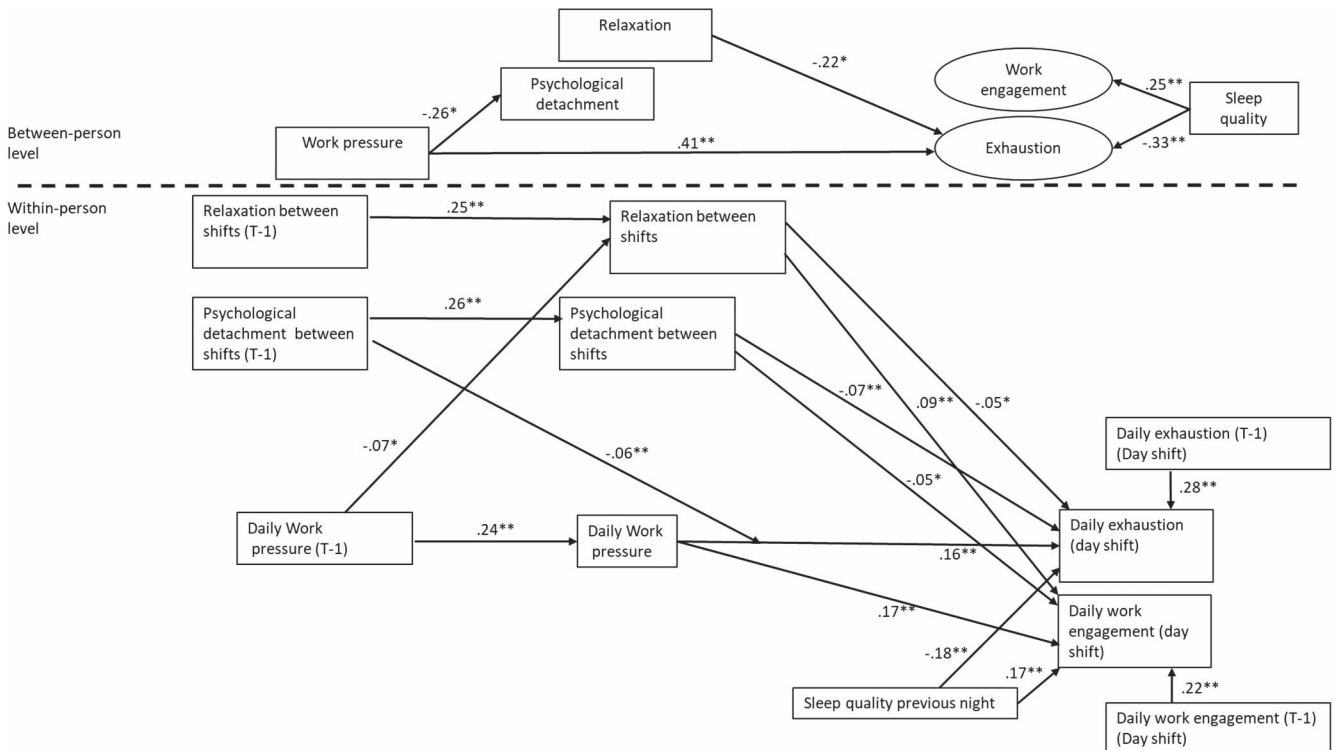 Relaxation
-.22*
Work
engagement
.25**
Psychological
detachment
Sleep
quality
-.26*
Between-person
level
Work pressure
.41**
Exhaustion
-.33**
Within-person
level
Relaxation between
shifts (T-1)
.25**
Relaxation between
shifts
Psychological
detachment between
shifts (T-1)
.26**
Psychological
detachment between
shifts
-.07**
.09**
-.05*
-.07*
-.06**
-.05*
Daily exhaustion (T-1)
(Day shift)
.28**
Daily Work
pressure (T-1)
.24**
Daily Work
pressure
.16**
Daily exhaustion
(day shift)
.17**
Daily work
engagement (day
shift)
-.18**
.17**
Sleep quality previous night
.22**
Daily work engagement (T-1)
(Day shift)